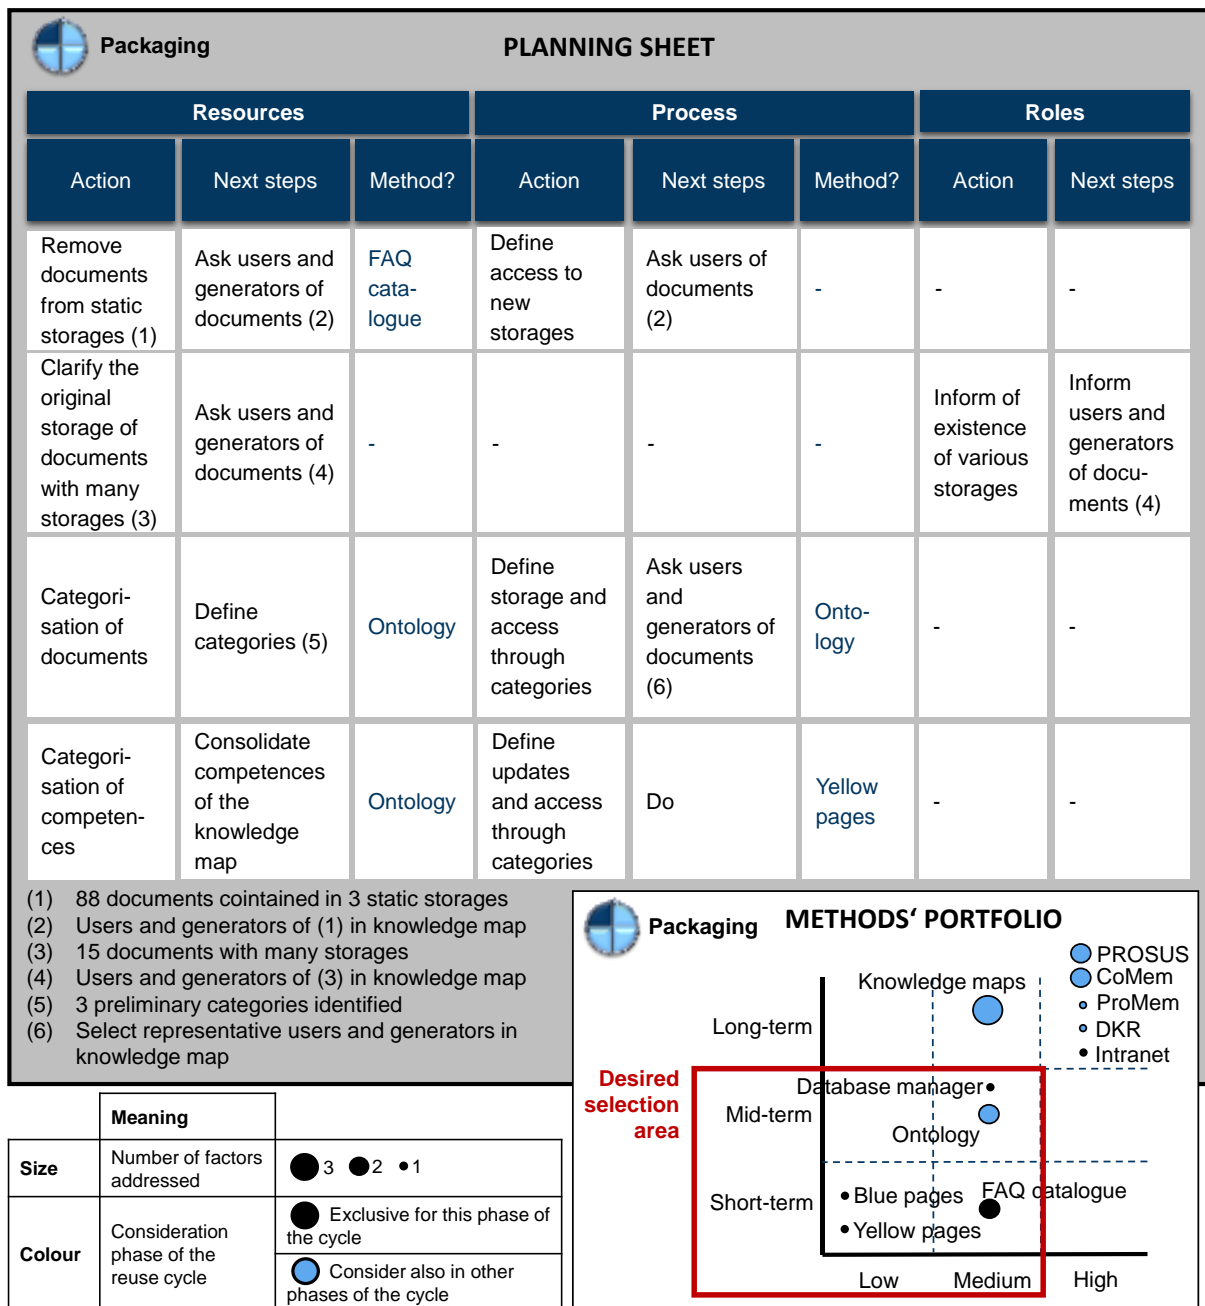 Packaging
PLANNING SHEET
Resources
Process
Roles
Action
Next steps
Method?
Action
Next steps
Method?
Action
Next steps
Remove
documents
from static
storages (1)
Ask users and
generators of
documents (2)
FAQ
cata-
logue
Define
access to
new
storages
Ask users of
documents
(2)
-
-
-
Clarify the
original
storage of
documents
with many
storages (3)
Ask users and
generators of
documents (4)
-
-
-
-
Inform of
existence
of various
storages
Inform
users and
generators
of docu-
ments (4)
Categori-
sation of
documents
Define
categories (5)
Ontology
Define
storage and
access
through
categories
Ask users
and
generators of
documents
(6)
Onto-
logy
-
-
Categori-
sation of
competen-
ces
Consolidate
competences
of the
knowledge
map
Ontology
Define
updates
and access
through
categories
Do
Yellow
pages
-
-
(1) 88 documents cointained in 3 static storages
(2) Users and generators of (1) in knowledge map
(3) 15 documents with many storages
(4) Users and generators of (3) in knowledge map
(5) 3 preliminary categories identified
(6) Select representative users and generators in
knowledge map
Packaging
METHODS‘ PORTFOLIO
PROSUS
CoMem
ProMem
DKR
Intranet
Knowledge maps
Long-term
Desired
selection
area
Database manager
Mid-term
Ontology
Short-term
Blue pages
FAQ catalogue
Yellow pages
Low
Medium
High
Meaning
Size
Number of factors
addressed
3 2 1
Colour
Consideration
phase of the
reuse cycle
Exclusive for this phase of
the cycle
Consider also in other
phases of the cycle